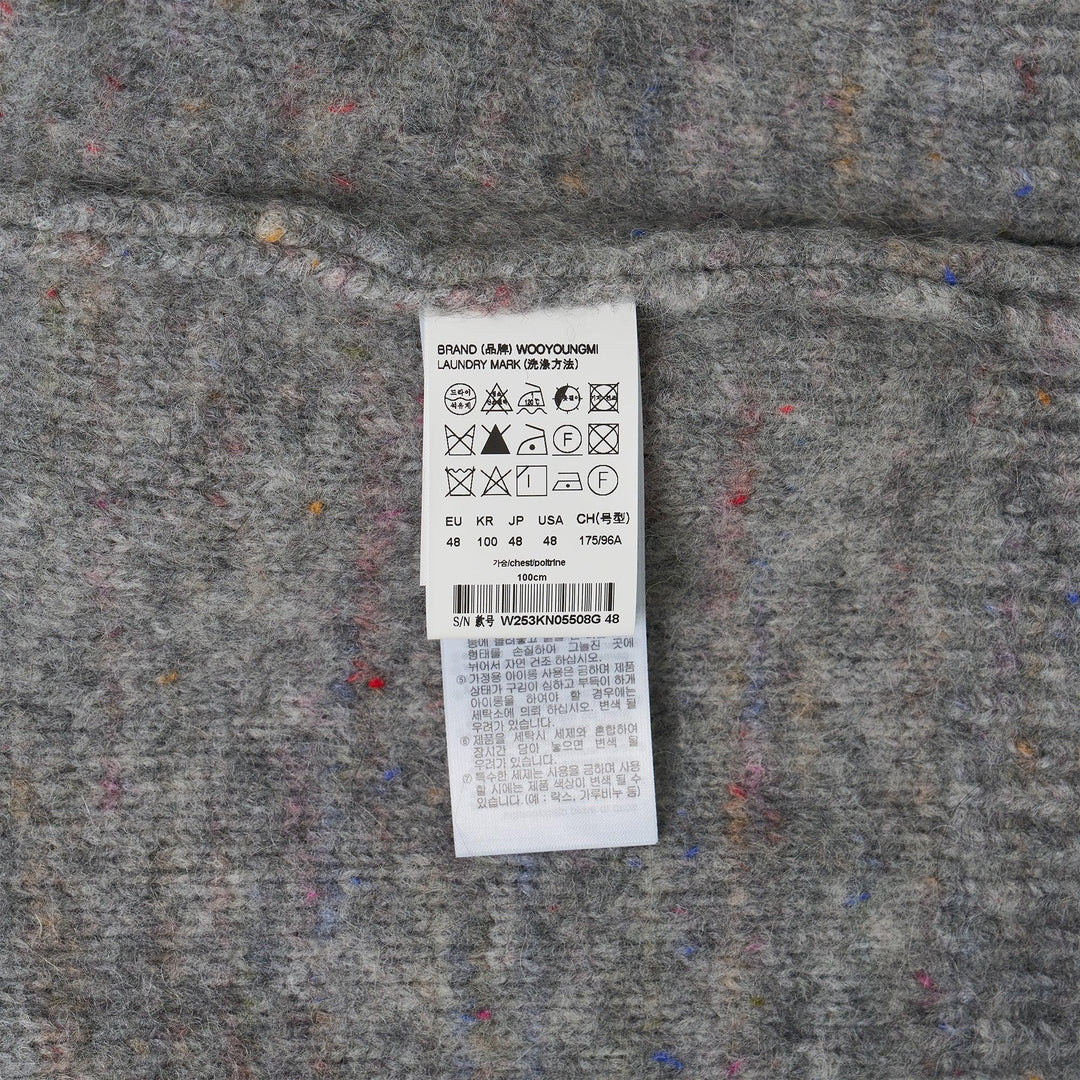 BRAND (品牌) WOOYOUNGMI
LAUNDRY MARK (洗涤方法)
드라이
석유계
120℃
F
F
EU KR JP USA CH(号型)
48 100 48 48 175/96A
가슴/chest/poltrine
100cm
S/N 款号 W253KN05508G 48
형태를 손질하여 그늘진 곳에
뉘어서 자연 건조 하십시오.
⑤ 가정용 아이롱 사용은 금하며 제품
상태가 구김이 심하고 부득이 하게
아이롱을 하여야 할 경우에는
세탁소에 의뢰 하십시오. 변색 될
우려가 있습니다.
⑥ 제품을 세탁시 세제와 혼합하여
장시간 담아 놓으면 변색 될
우려가 있습니다.
⑦ 특수한 세제는 사용을 금하며 사용
할 시에는 제품 색상이 변색 될 수
있습니다.(예 : 락스, 가루비누 등)